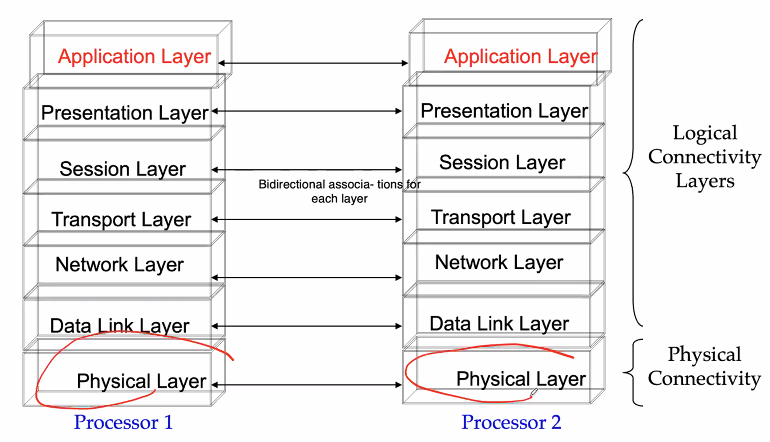 Application Layer
Presentation Layer
Session Layer
Transport Layer
Network Layer
Data Link Layer
Physical Layer
Processor 1
Bidirectional associa- tions for
each layer
Application Layer
Presentation Layer
Session Layer
Transport Layer
Network Layer
Data Link Layer
Physical Layer
Processor 2
Logical
Connectivity
Layers
Physical
Connectivity